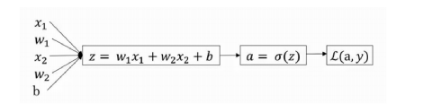 x₁
w₁
x₂
w₂
b
z = w₁x₁ + w₂x₂ + b
a = σ(z)
ℒ(a, y)